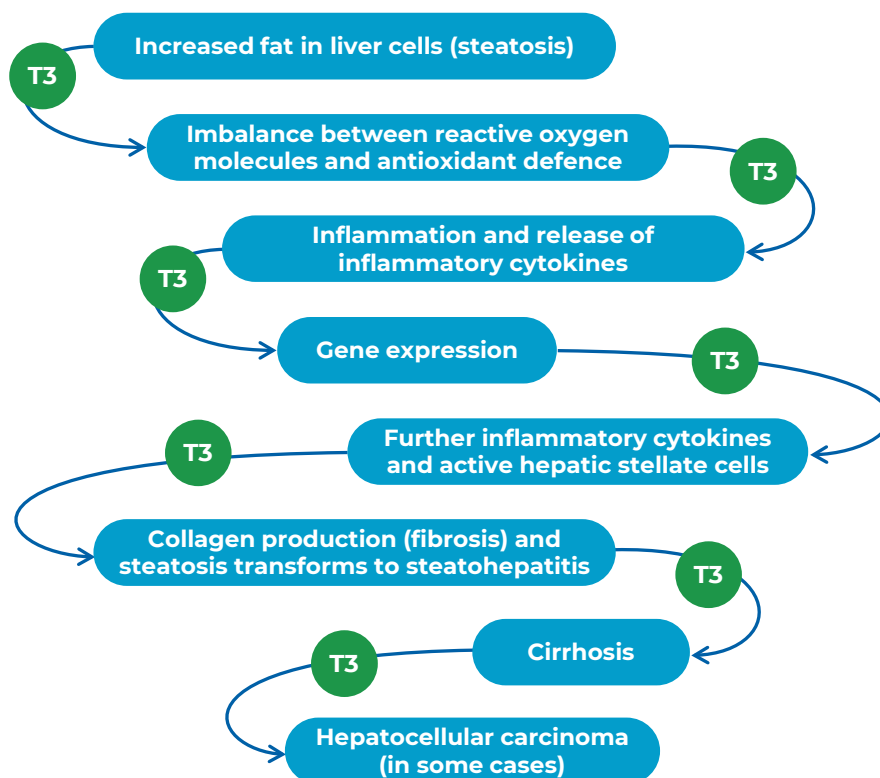 Increased fat in liver cells (steatosis)
T3
Imbalance between reactive oxygen
molecules and antioxidant defence
T3
Inflammation and release of
inflammatory cytokines
T3
Gene expression
T3
Further inflammatory cytokines
and active hepatic stellate cells
T3
Collagen production (fibrosis) and
steatosis transforms to steatohepatitis
T3
Cirrhosis
T3
Hepatocellular carcinoma
(in some cases)